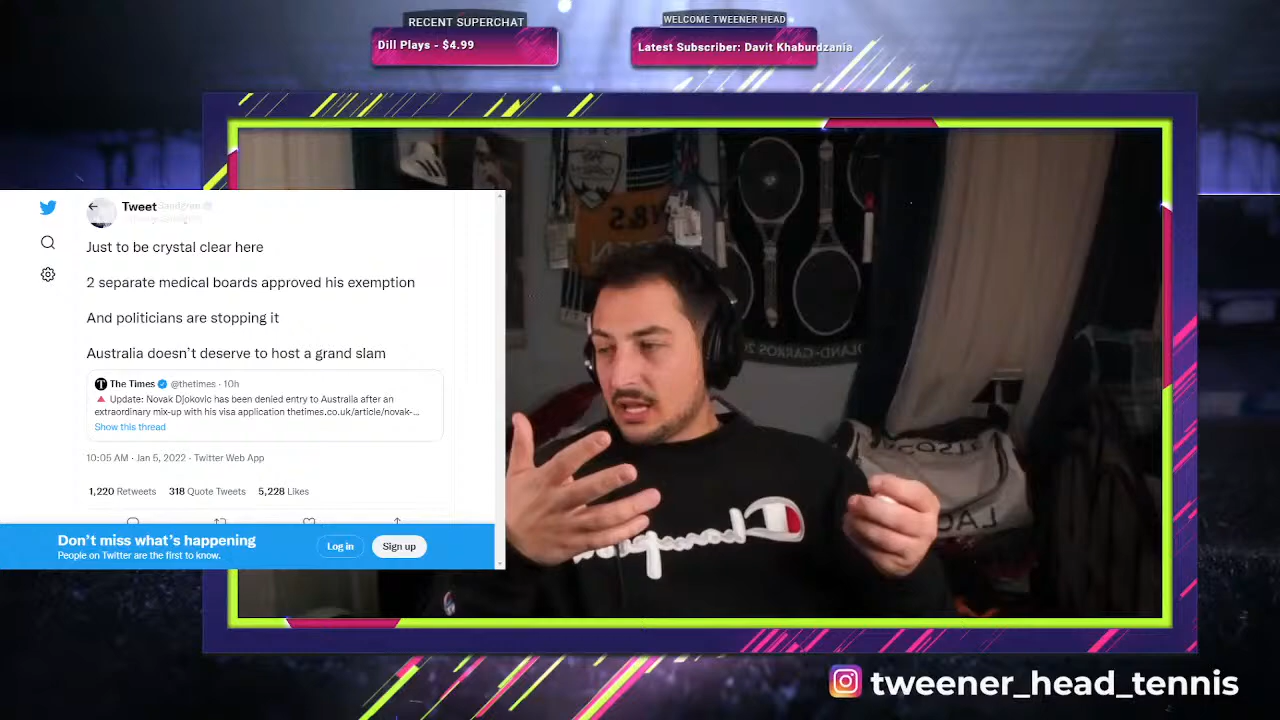 RECENT SUPERCHAT
Dill Plays - $4.99
WELCOME TWEENER HEAD
Latest Subscriber: Davit Khaburdzania
Tweet
Just to be crystal clear here
2 separate medical boards approved his exemption
And politicians are stopping it
Australia doesn't deserve to host a grand slam
The Times @thetimes · 10h
Update: Novak Djokovic has been denied entry to Australia after an
extraordinary mix-up with his visa application thetimes.co.uk/article/novak-...
Show this thread
10:05 AM · Jan 5, 2022 · Twitter Web App
1,220 Retweets 318 Quote Tweets 5,228 Likes
Don't miss what's happening
People on Twitter are the first to know.
Log in
Sign up
Champion
tweener_head_tennis